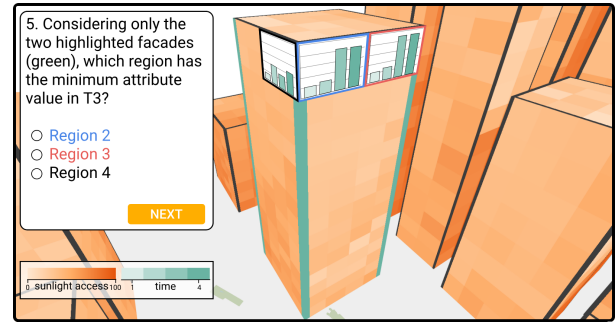 5. Considering only the
two highlighted facades
(green), which region has
the minimum attribute
value in T3?
Region 2
Region 3
Region 4
NEXT
0 sunlight access 100 1 time 4